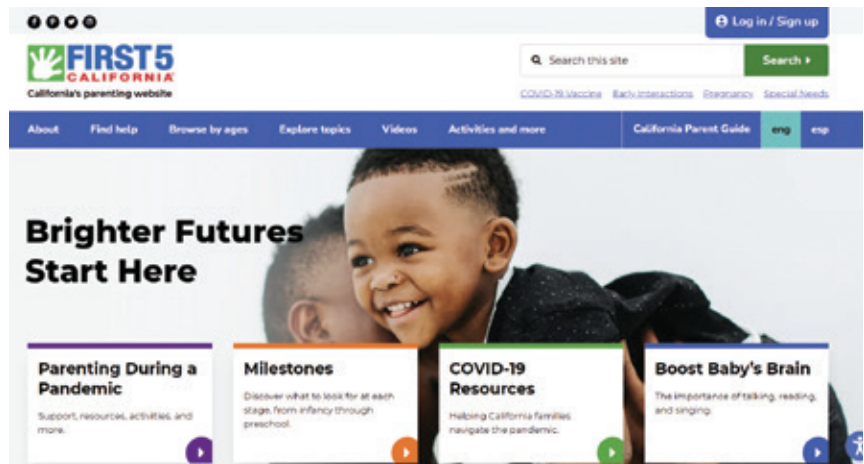 Log in / Sign up
FIRST5
CALIFORNIA
California's parenting website
Search this site
Search
COVID-19 Vaccine Early Interactions Pregnancy Special Needs
About Find help Browse by ages Explore topics Videos Activities and more California Parent Guide eng esp
Brighter Futures
Start Here
Parenting During a
Pandemic
Support, resources, activities, and
more.
Milestones
Discover what to look for at each
stage, from infancy through
preschool.
COVID-19
Resources
Helping California families
navigate the pandemic.
Boost Baby's Brain
The importance of talking, reading,
and singing.